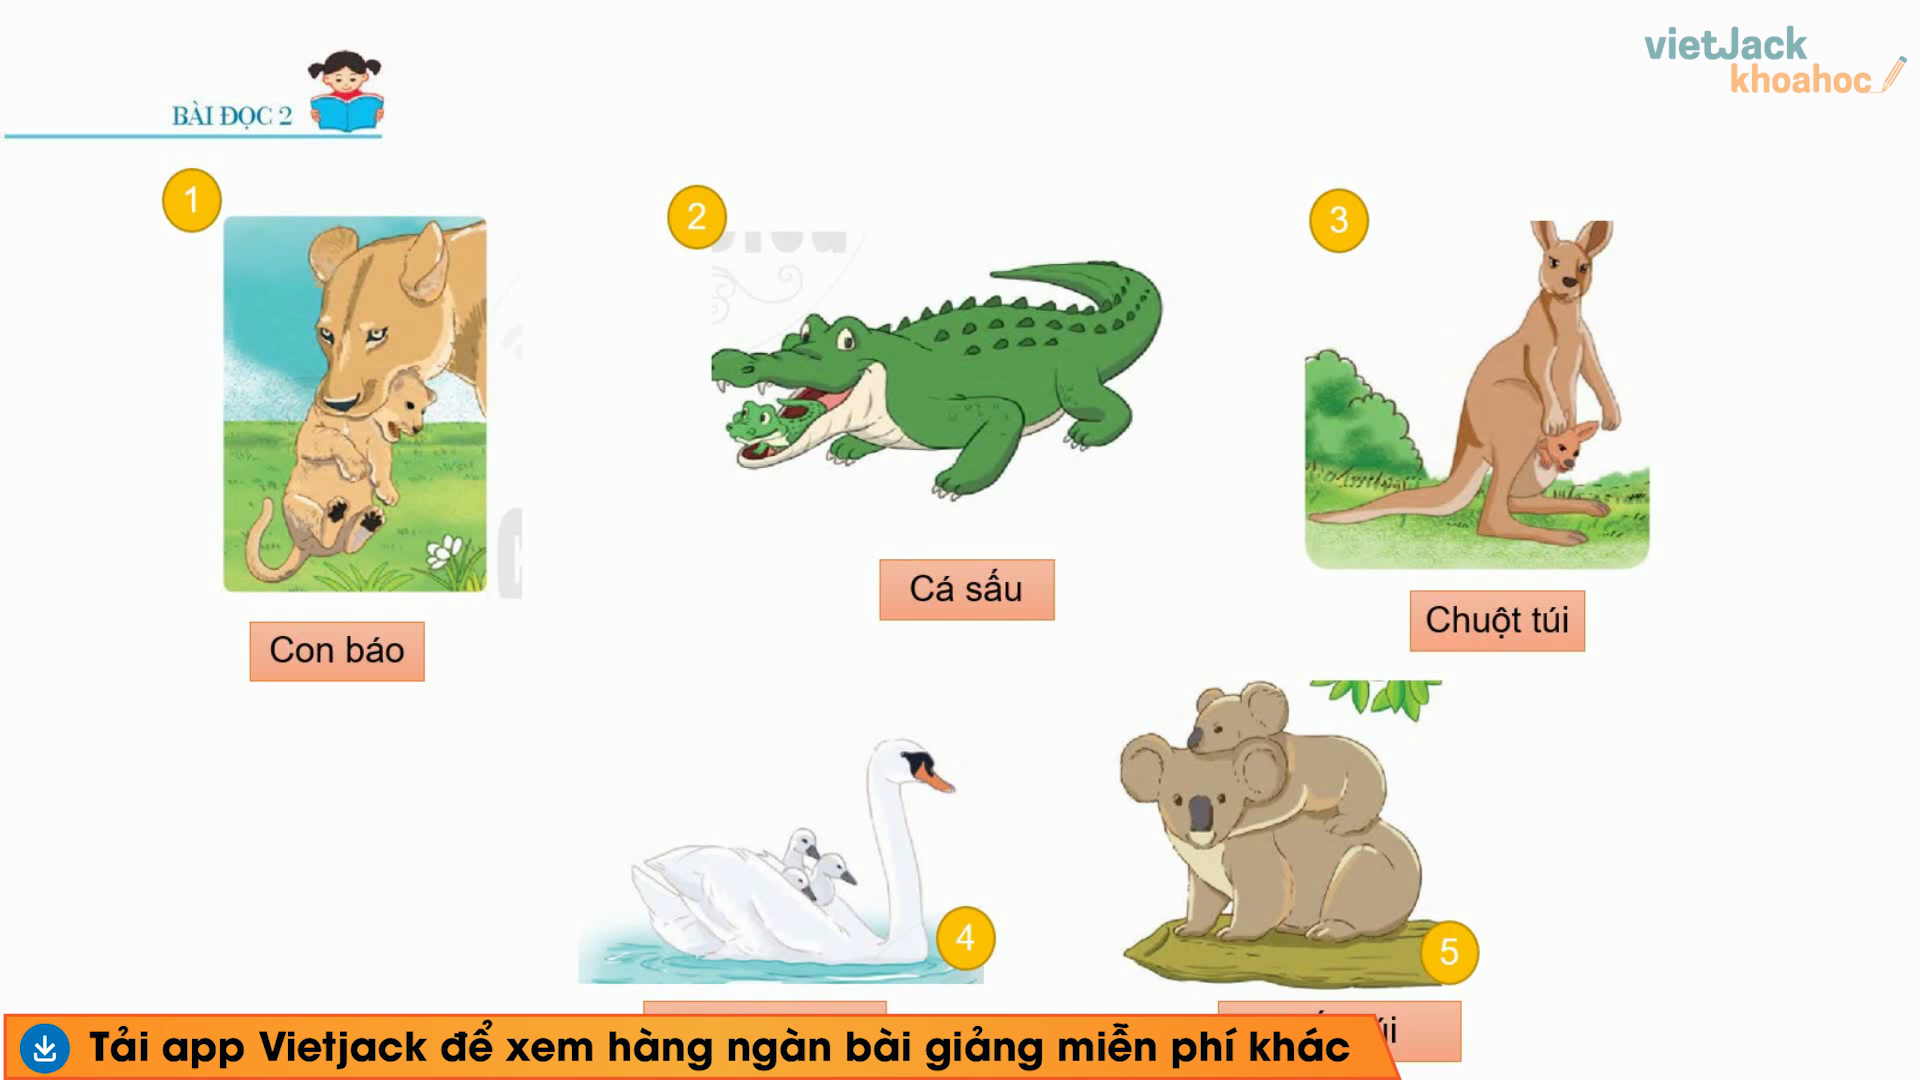 vietJack
khoahoc
BÀI ĐỌC 2
1
2
3
Cá sấu
Chuột túi
Con báo
4
5
Tải app Vietjack để xem hàng ngàn bài giảng miễn phí khác